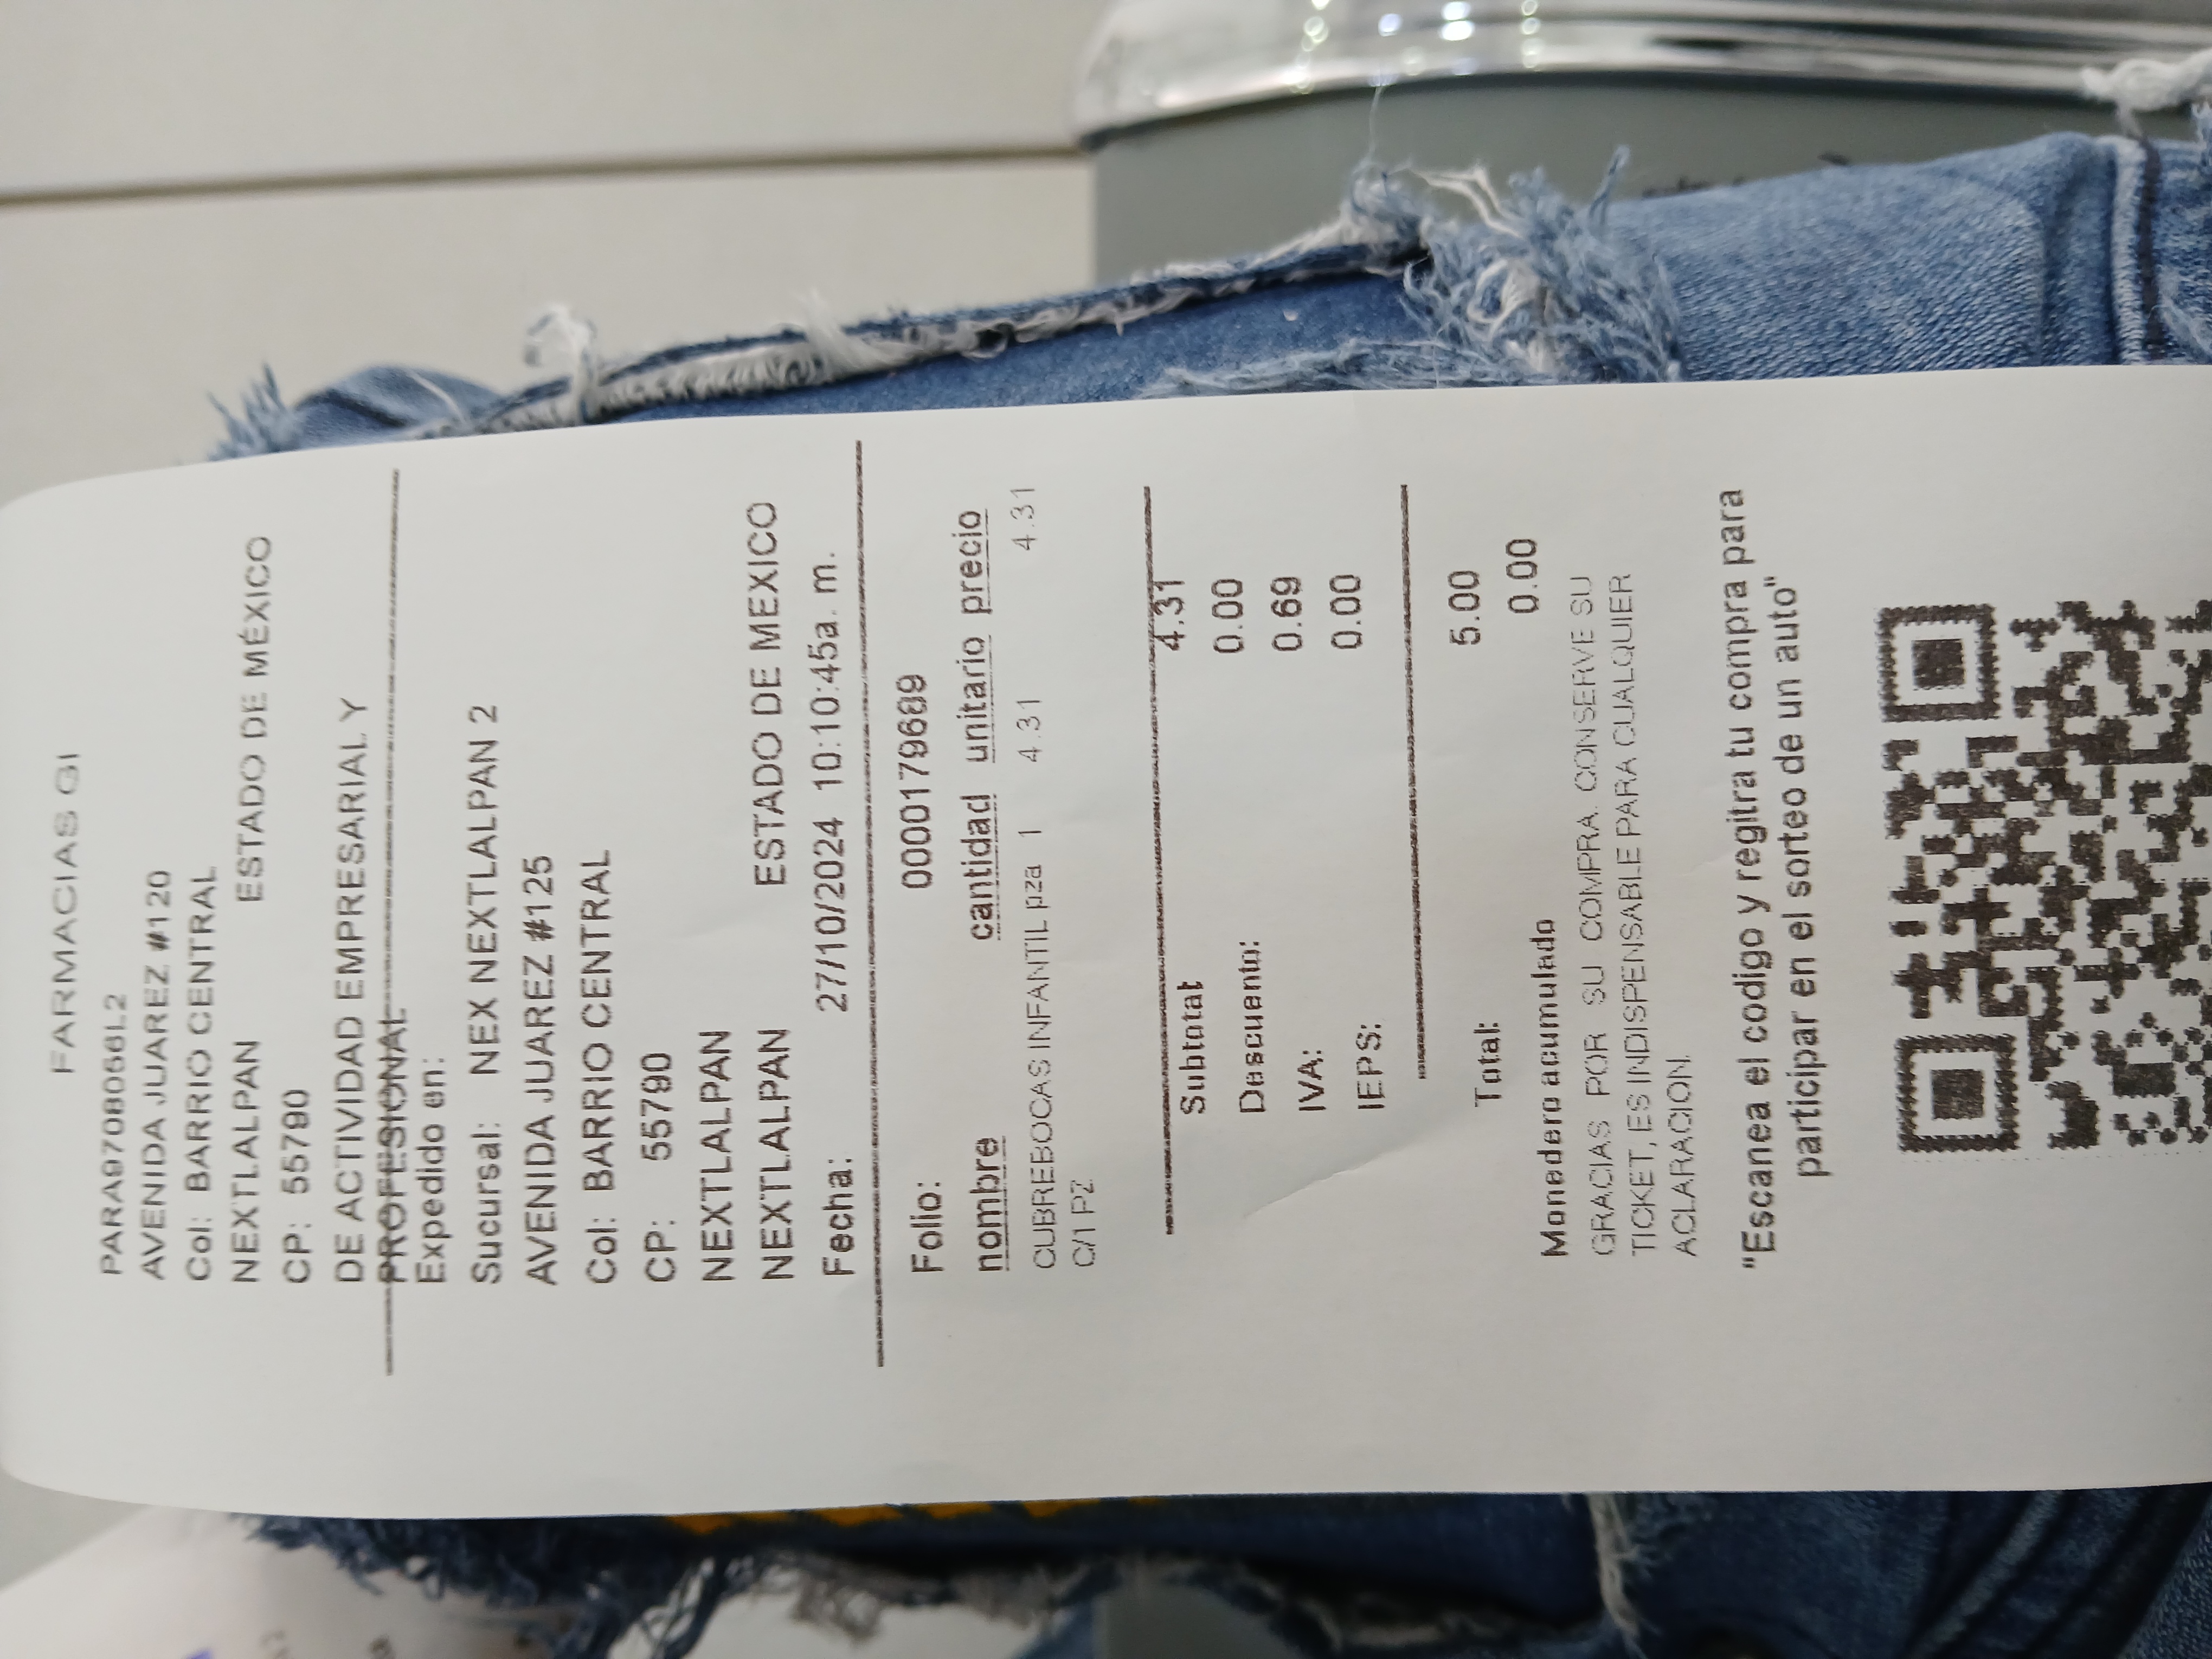 FARMACIAS GI
PARA9708056L2
AVENIDA JUAREZ #120
Col: BARRIO CENTRAL
NEXTLALPAN ESTADO DE MÉXICO
CP: 55790
DE ACTIVIDAD EMPRESARIAL Y
PROFESIONAL
Expedido en:
Sucursal: NEX NEXTLALPAN 2
AVENIDA JUAREZ #125
Col: BARRIO CENTRAL
CP: 55790
NEXTLALPAN
NEXTLALPAN ESTADO DE MEXICO
Fecha: 27/10/2024 10:10:45a. m.
Folio: 0000179689
nombre cantidad unitario precio
CUBREBOCAS INFANTIL pza 1 4.31 4.31
C/1 PZ
Subtotal 4.31
Descuento: 0.00
IVA: 0.69
IEPS: 0.00
Total: 5.00
Monedero acumulado 0.00
GRACIAS POR SU COMPRA. CONSERVE SU
TICKET, ES INDISPENSABLE PARA CUALQUIER
ACLARACION.
"Escanea el codigo y regitra tu compra para
participar en el sorteo de un auto"